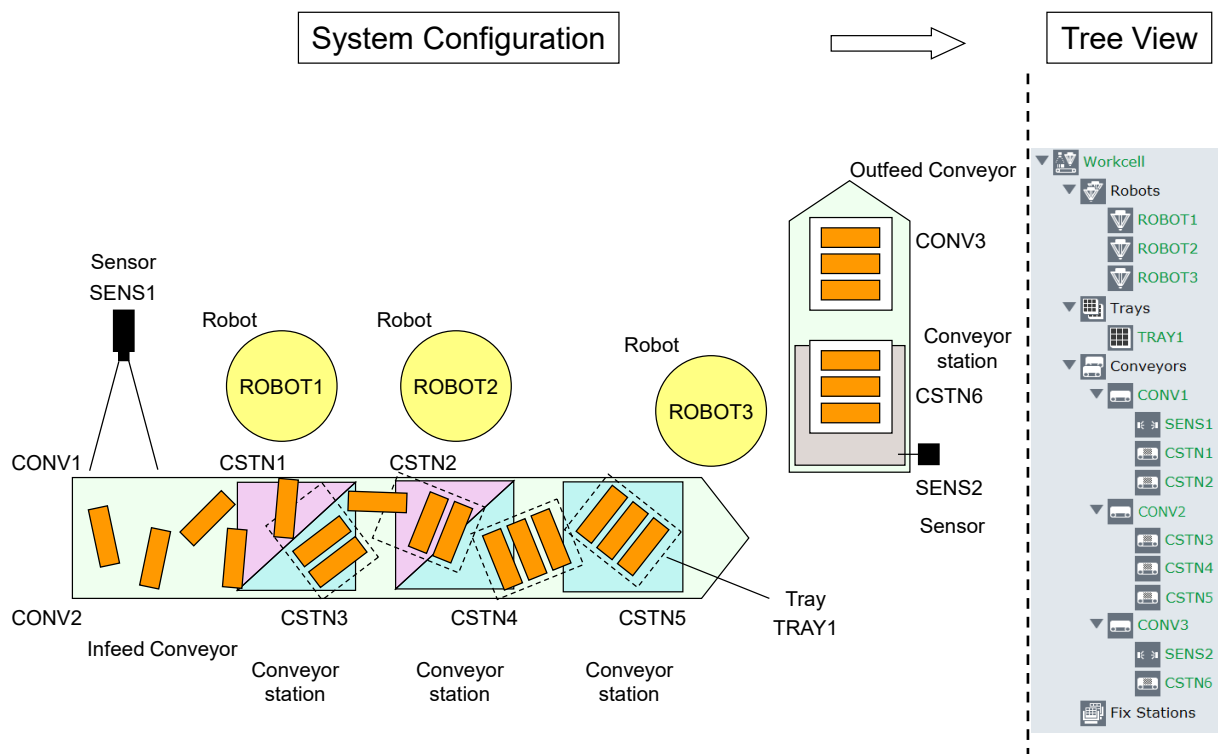 System Configuration
Tree View
Outfeed Conveyor
CONV3
Sensor
SENS1
Robot
ROBOT1
Robot
ROBOT2
Robot
ROBOT3
Conveyor
station
CSTN6
SENS2
Sensor
CONV1
CSTN1
CSTN2
CONV2
CSTN3
CSTN4
CSTN5
Tray
TRAY1
Infeed Conveyor
Conveyor
station
Conveyor
station
Conveyor
station
Workcell
Robots
ROBOT1
ROBOT2
ROBOT3
Trays
TRAY1
Conveyors
CONV1
SENS1
CSTN1
CSTN2
CONV2
CSTN3
CSTN4
CSTN5
CONV3
SENS2
CSTN6
Fix Stations